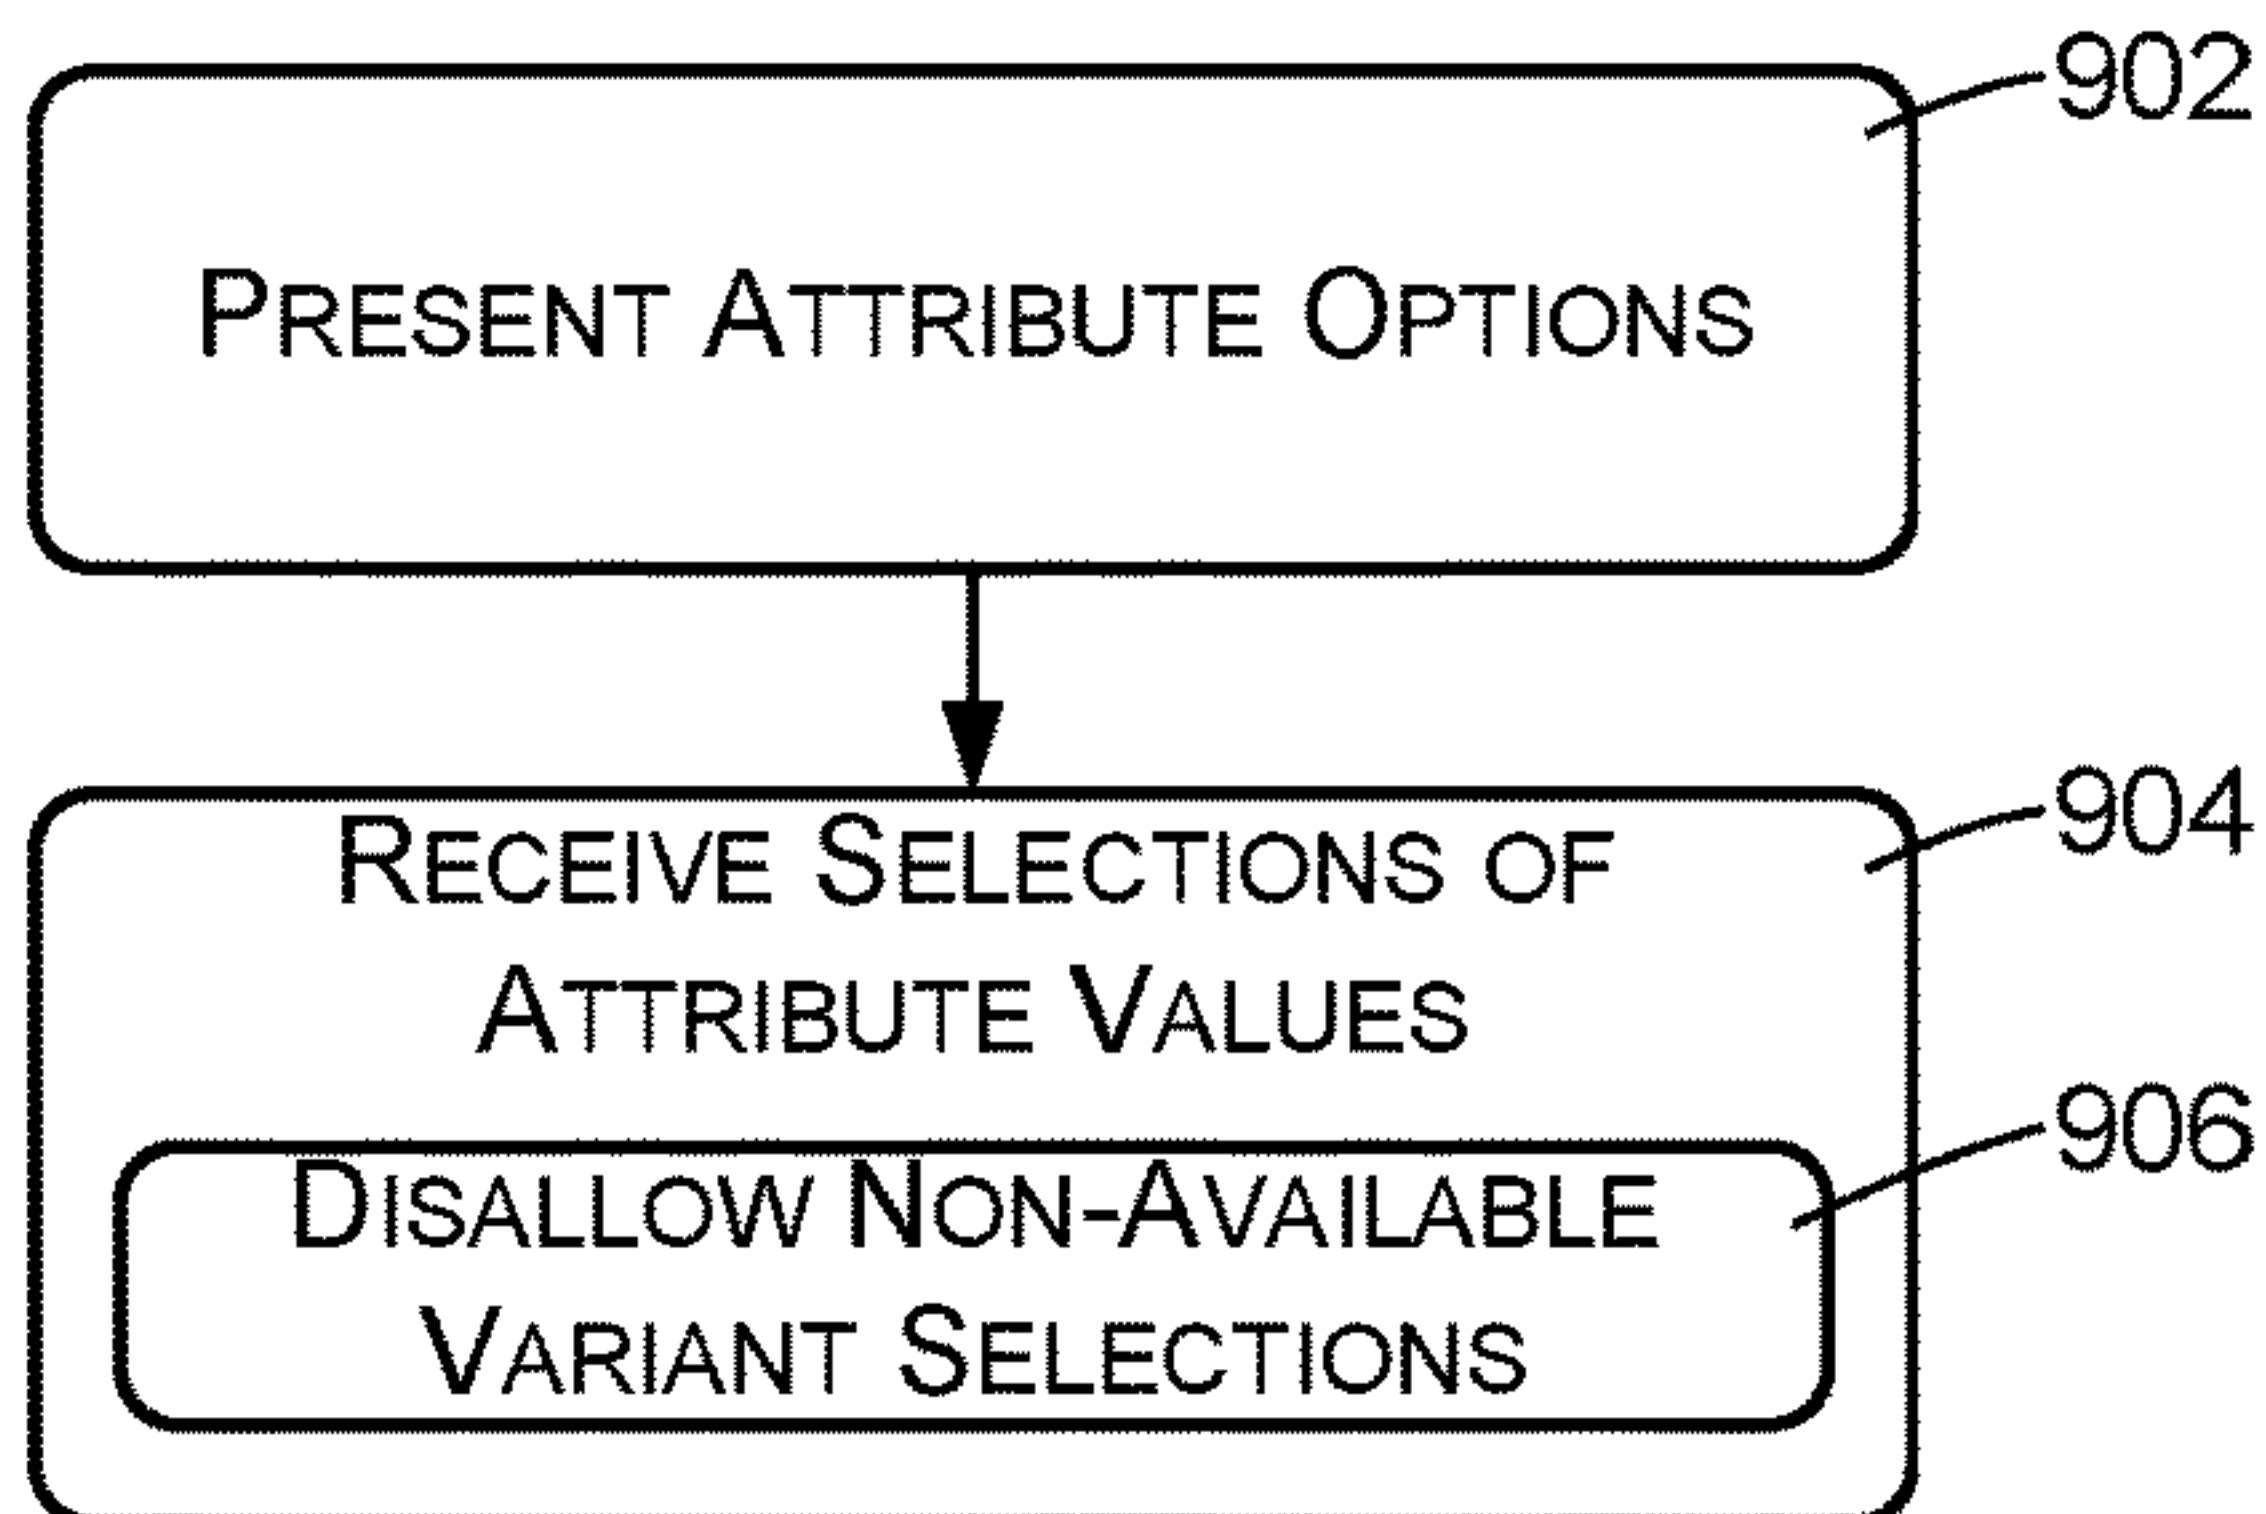 902
PRESENT ATTRIBUTE OPTIONS
904
RECEIVE SELECTIONS OF
ATTRIBUTE VALUES
906
DISALLOW NON-AVAILABLE
VARIANT SELECTIONS